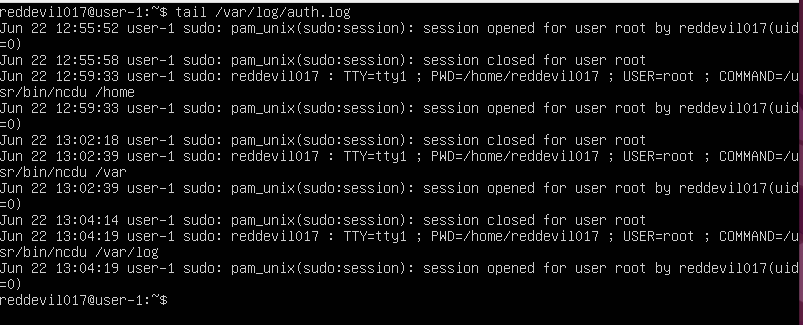 reddevil017@user-1:~$ tail /var/log/auth.log
Jun 22 12:55:52 user-1 sudo: pam_unix(sudo:session): session opened for user root by reddevil017(uid
=0)
Jun 22 12:55:58 user-1 sudo: pam_unix(sudo:session): session closed for user root
Jun 22 12:59:33 user-1 sudo: reddevil017 : TTY=tty1 ; PWD=/home/reddevil017 ; USER=root ; COMMAND=/u
sr/bin/ncdu /home
Jun 22 12:59:33 user-1 sudo: pam_unix(sudo:session): session opened for user root by reddevil017(uid
=0)
Jun 22 13:02:18 user-1 sudo: pam_unix(sudo:session): session closed for user root
Jun 22 13:02:39 user-1 sudo: reddevil017 : TTY=tty1 ; PWD=/home/reddevil017 ; USER=root ; COMMAND=/u
sr/bin/ncdu /var
Jun 22 13:02:39 user-1 sudo: pam_unix(sudo:session): session opened for user root by reddevil017(uid
=0)
Jun 22 13:04:14 user-1 sudo: pam_unix(sudo:session): session closed for user root
Jun 22 13:04:19 user-1 sudo: reddevil017 : TTY=tty1 ; PWD=/home/reddevil017 ; USER=root ; COMMAND=/u
sr/bin/ncdu /var/log
Jun 22 13:04:19 user-1 sudo: pam_unix(sudo:session): session opened for user root by reddevil017(uid
=0)
reddevil017@user-1:~$